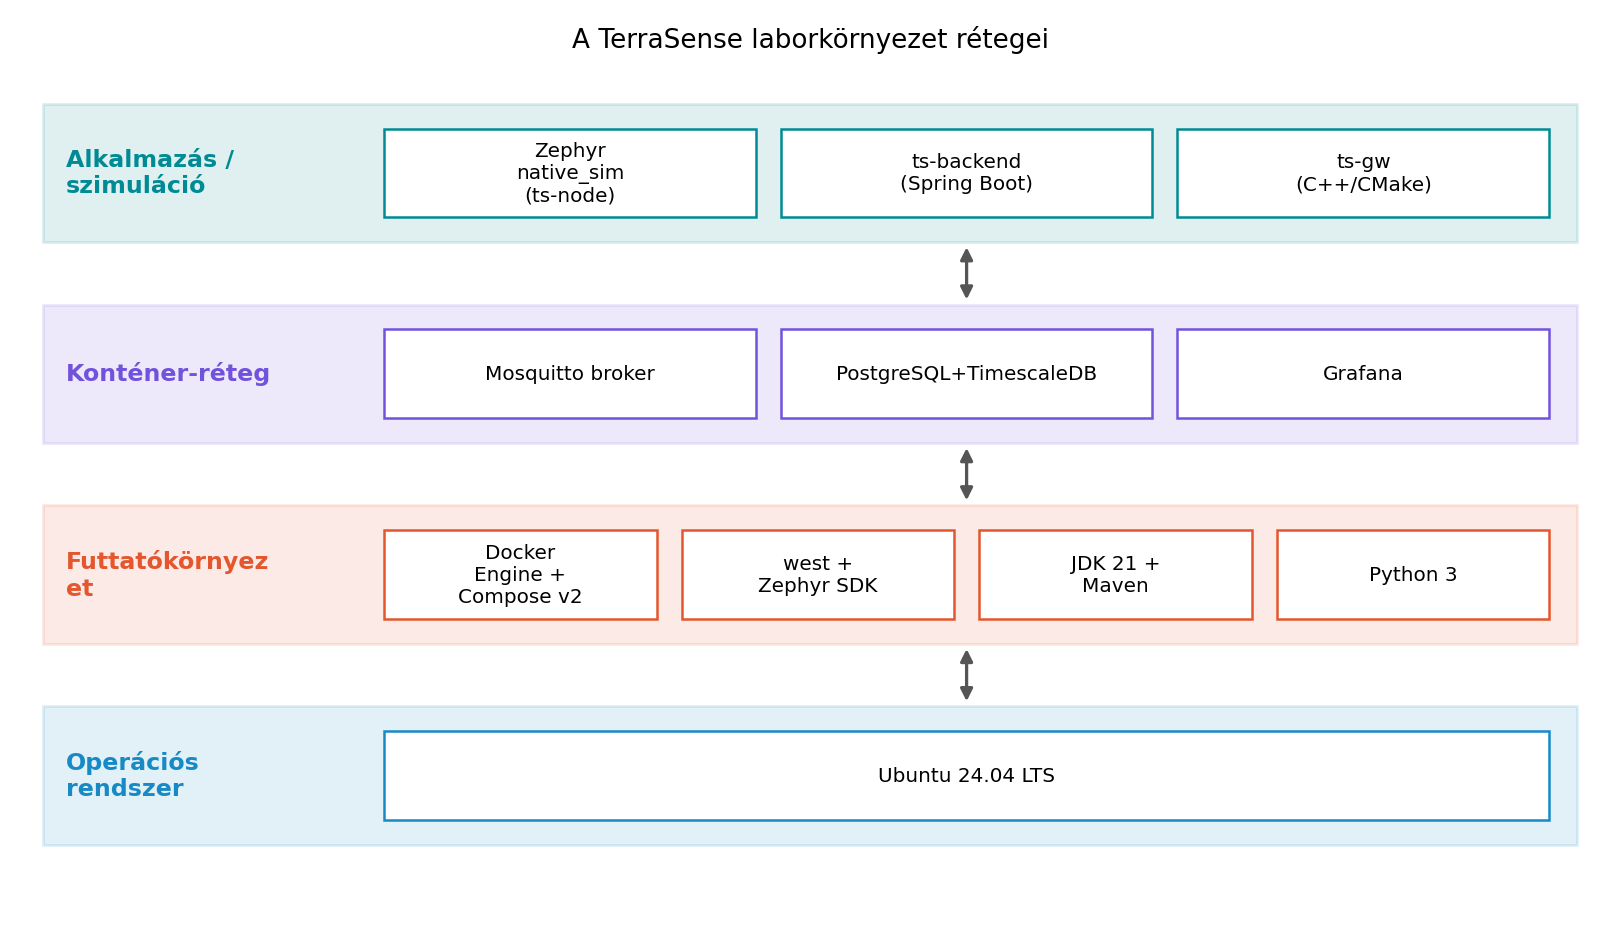 A TerraSense laborkörnyezet rétegei
Alkalmazás /
szimuláció
Zephyr
native_sim
(ts-node)
ts-backend
(Spring Boot)
ts-gw
(C++/CMake)
Konténer-réteg
Mosquitto broker
PostgreSQL+TimescaleDB
Grafana
Futtatókörnyez
et
Docker
Engine +
Compose v2
west +
Zephyr SDK
JDK 21 +
Maven
Python 3
Operációs
rendszer
Ubuntu 24.04 LTS